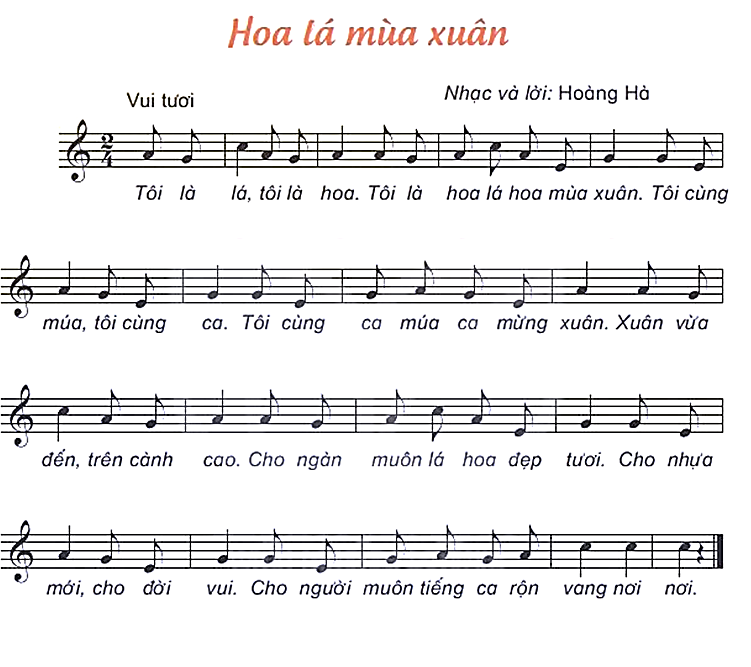 Hoa lá mùa xuân
Vui tươi
Nhạc và lời: Hoàng Hà
2
4
Tôi là lá, tôi là hoa. Tôi là hoa lá hoa mùa xuân. Tôi cùng
múa, tôi cùng ca. Tôi cùng ca múa ca mừng xuân. Xuân vừa
đến, trên cành cao. Cho ngàn muôn lá hoa đẹp tươi. Cho nhựa
mới, cho đời vui. Cho người muôn tiếng ca rộn vang nơi nơi.